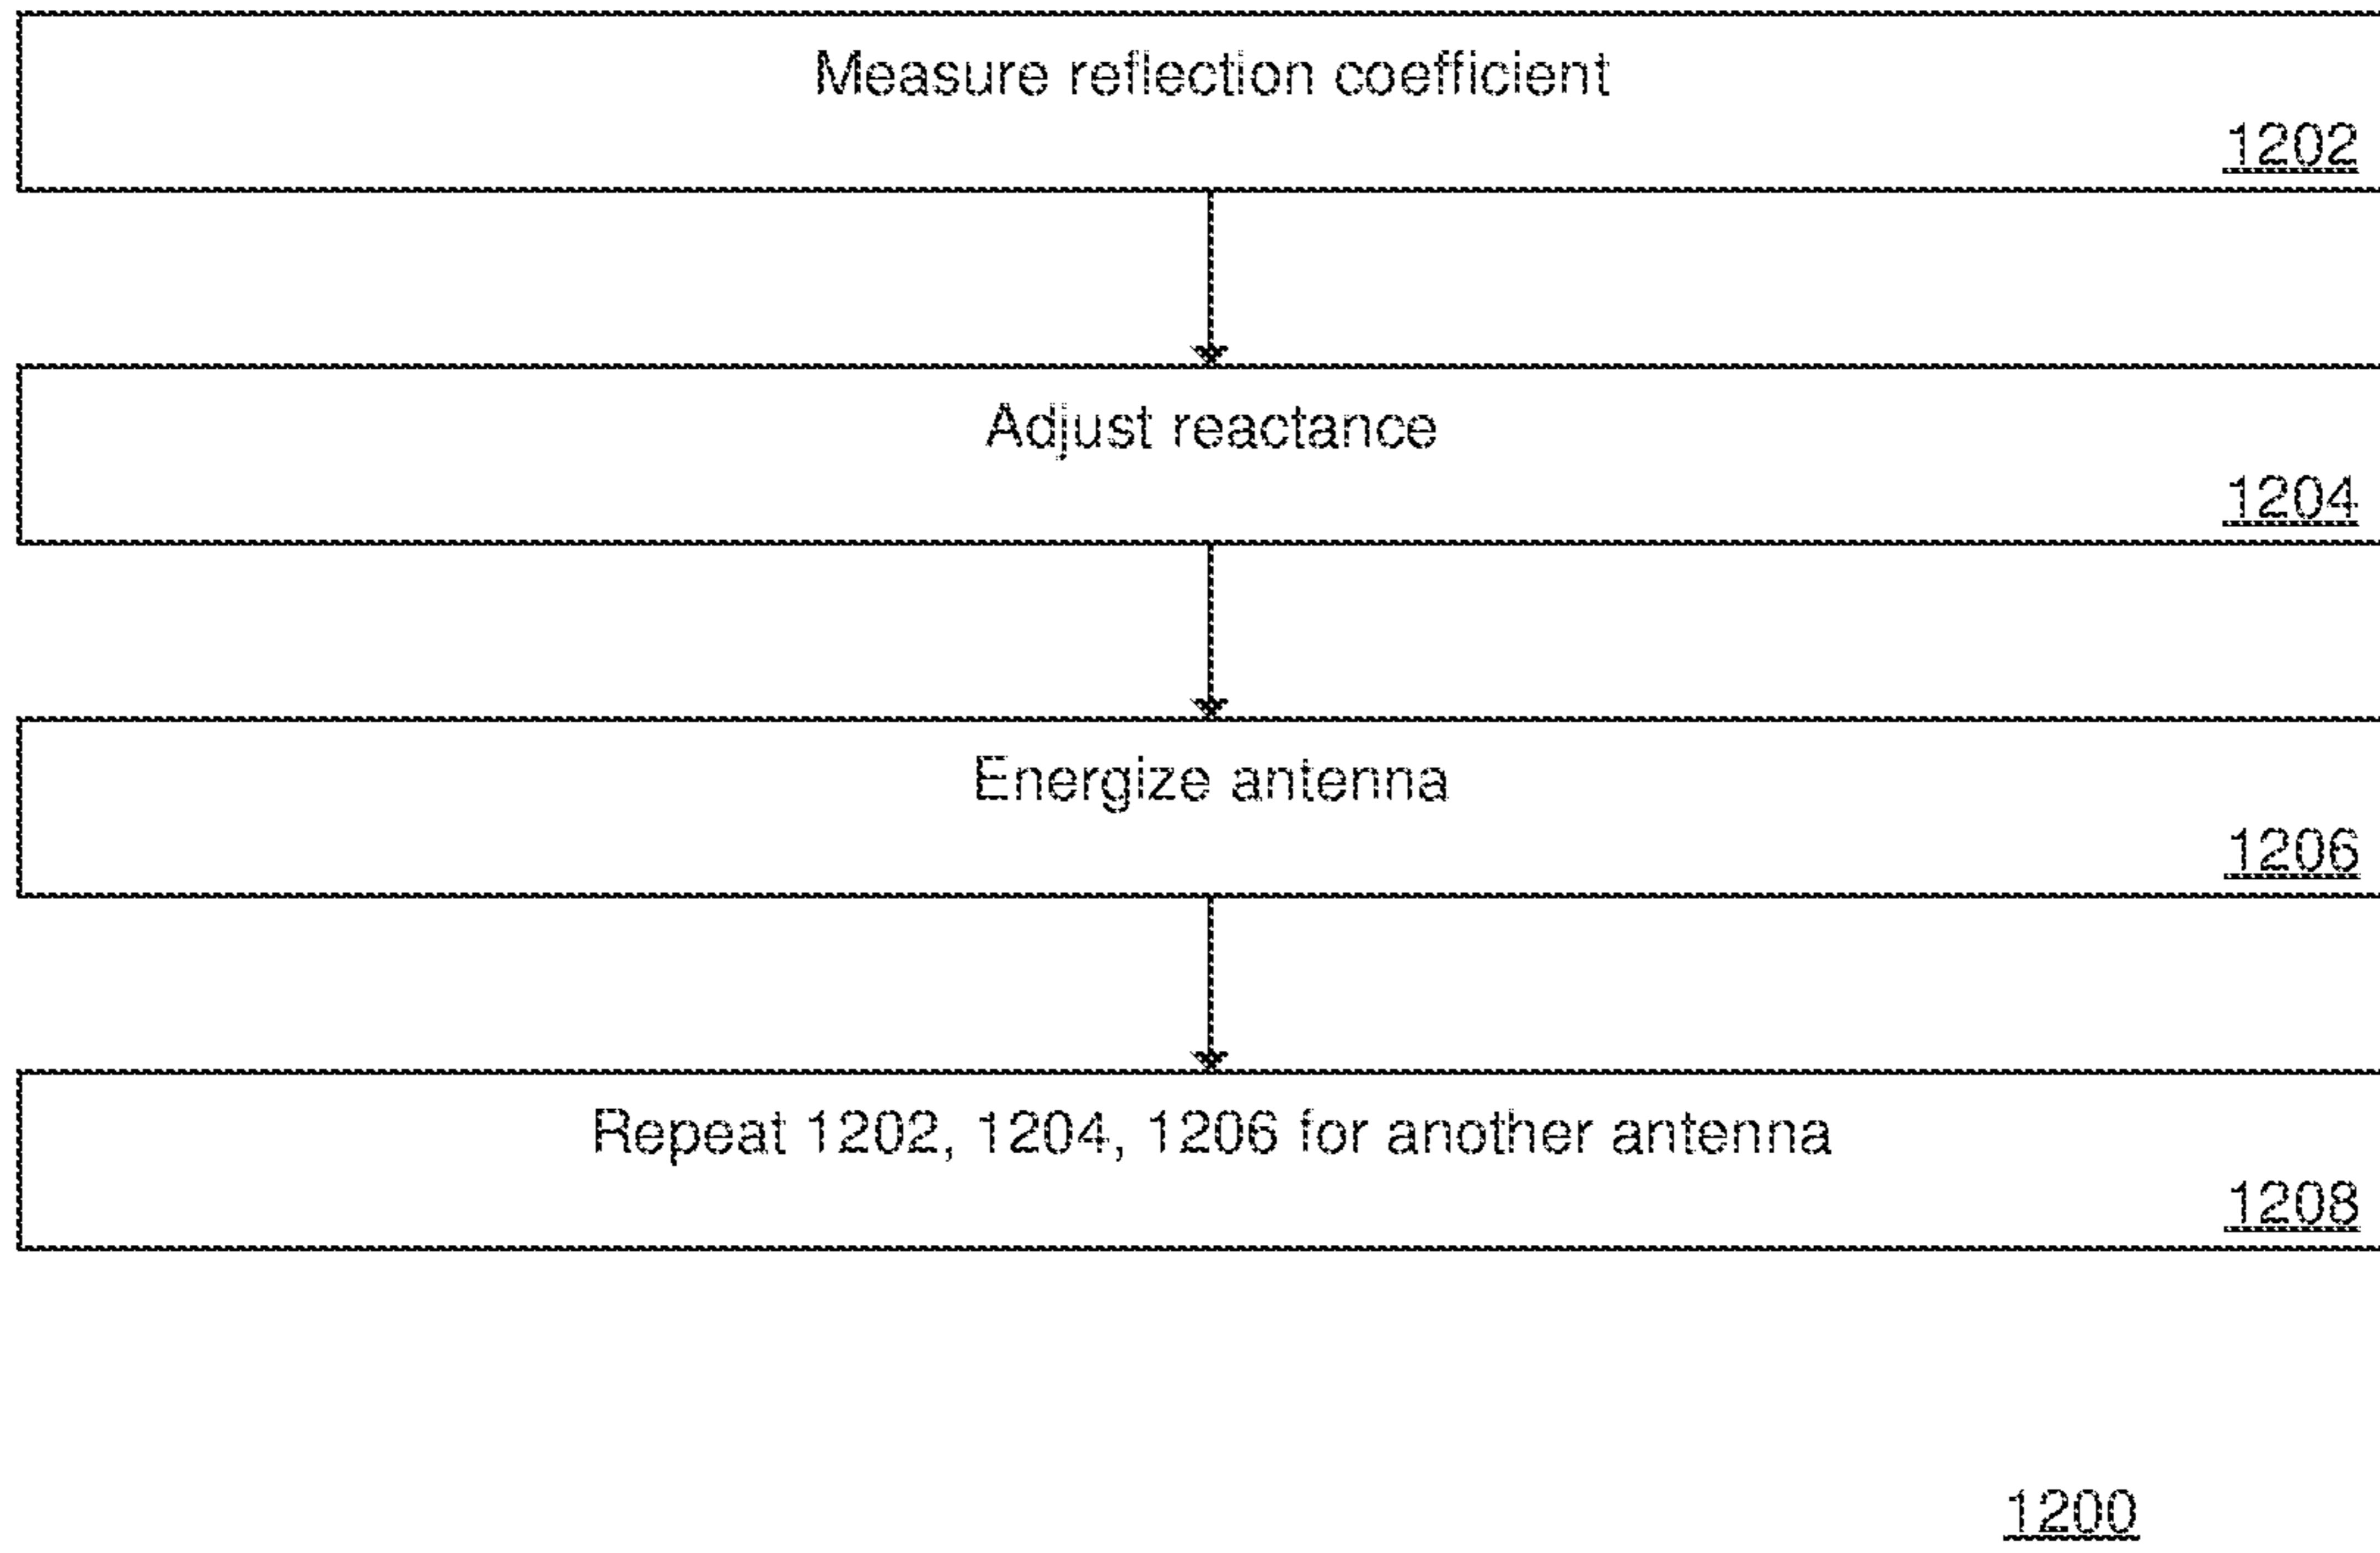 Measure reflection coefficient
1202
Adjust reactance
1204
Energize antenna
1206
Repeat 1202, 1204, 1206 for another antenna
1208
1200